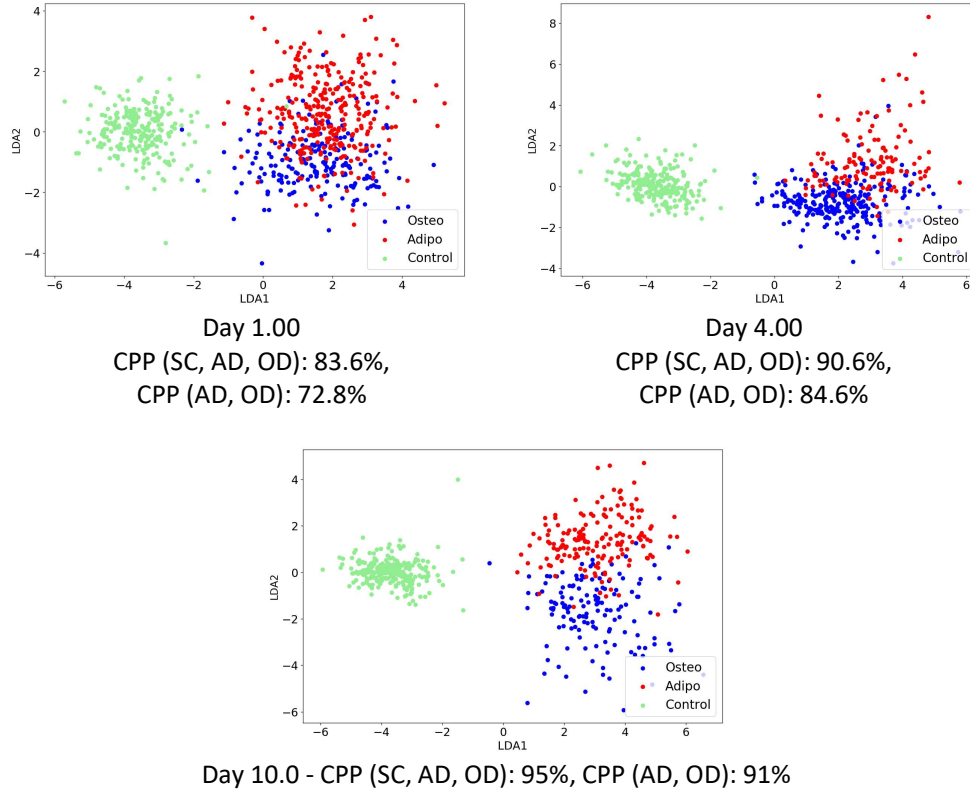 4
2
0
−2
−4
LDA2
−6
−4
−2
0
2
4
LDA1
Osteo
Adipo
Control
Day 1.00
CPP (SC, AD, OD): 83.6%,
CPP (AD, OD): 72.8%
8
6
4
2
0
−2
−4
LDA2
−6
−4
−2
0
2
4
6
LDA1
Osteo
Adipo
Control
Day 4.00
CPP (SC, AD, OD): 90.6%,
CPP (AD, OD): 84.6%
4
2
0
−2
−4
−6
LDA2
−6
−4
−2
0
2
4
6
LDA1
Osteo
Adipo
Control
Day 10.0 - CPP (SC, AD, OD): 95%, CPP (AD, OD): 91%